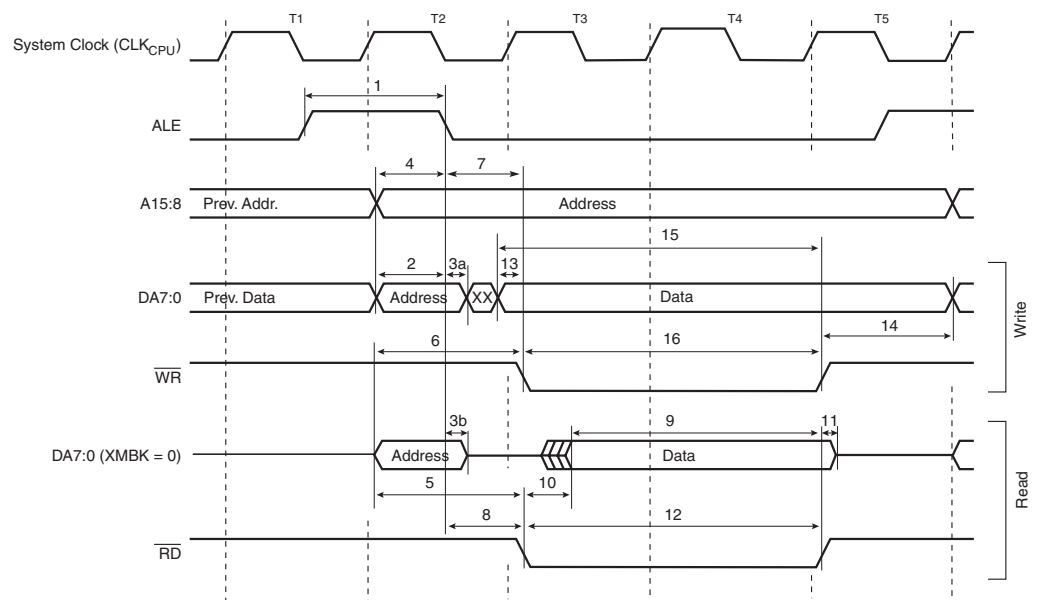 T1 T2 T3 T4 T5
System Clock (CLKCPU)
1
ALE
4 7
A15:8 Prev. Addr. Address
15
2 3a 13
DA7:0 Prev. Data Address XX Data
14
6 16
WR
Write
3b 9 11
DA7:0 (XMBK = 0) Address Data
5 10
8 12
RD
Read